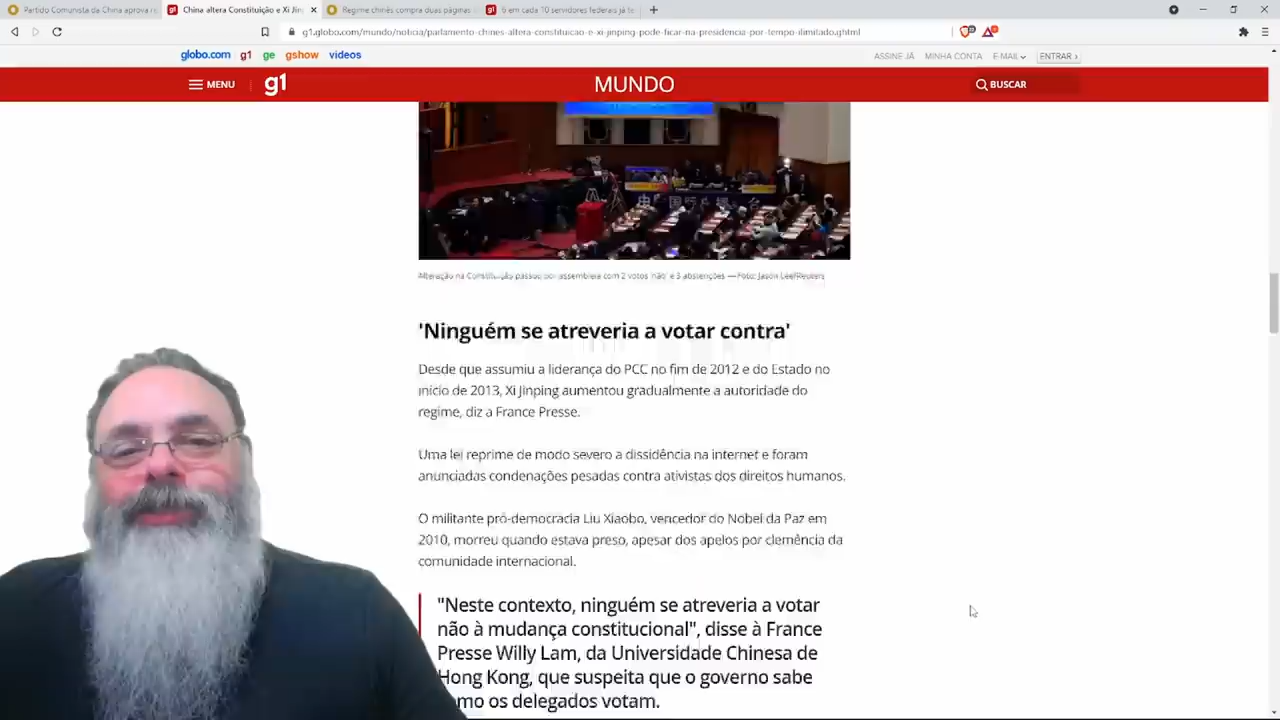 Partido Comunista da China aprova re
China altera Constituição e Xi Jin
Regime chinês compra duas páginas
6 em cada 10 servidores federais já te
g1.globo.com/mundo/noticia/parlamento-chines-altera-constituicao-e-xi-jinping-pode-ficar-na-presidencia-por-tempo-ilimitado.ghtml
globo.com g1 ge gshow videos
ASSINE JÁ MINHA CONTA E-MAIL ENTRAR ›
MENU g1 MUNDO BUSCAR
中 国 国 际
Alteração na Constituição passou por assembleia com 2 votos 'não' e 3 abstenções — Foto: Jason Lee/Reuters
'Ninguém se atreveria a votar contra'
Desde que assumiu a liderança do PCC no fim de 2012 e do Estado no
início de 2013, Xi Jinping aumentou gradualmente a autoridade do
regime, diz a France Presse.
Uma lei reprime de modo severo a dissidência na internet e foram
anunciadas condenações pesadas contra ativistas dos direitos humanos.
O militante pró-democracia Liu Xiaobo, vencedor do Nobel da Paz em
2010, morreu quando estava preso, apesar dos apelos por clemência da
comunidade internacional.
"Neste contexto, ninguém se atreveria a votar
não à mudança constitucional", disse à France
Presse Willy Lam, da Universidade Chinesa de
Hong Kong, que suspeita que o governo sabe
omo os delegados votam.